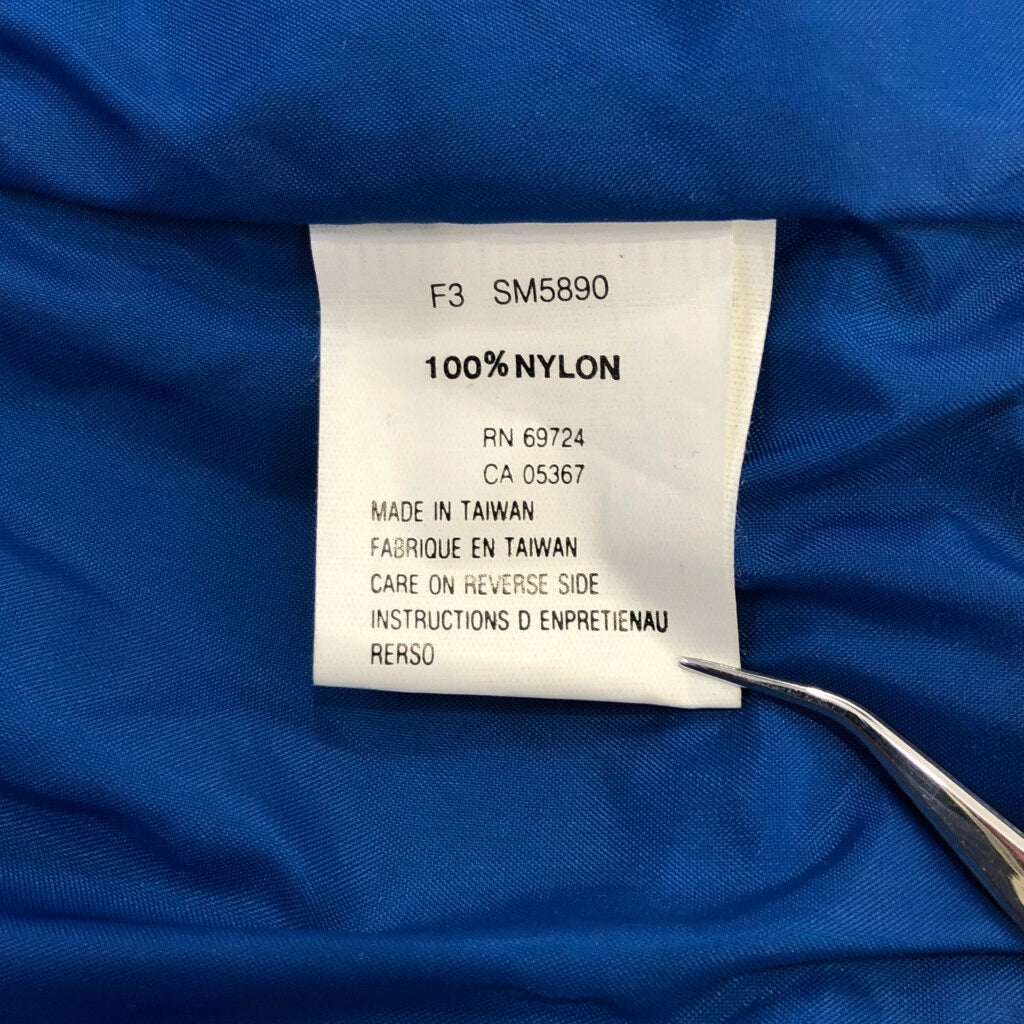 F3 SM5890
100% NYLON
RN 69724
CA 05367
MADE IN TAIWAN
FABRIQUE EN TAIWAN
CARE ON REVERSE SIDE
INSTRUCTIONS D ENPRETIENAU
RERSO